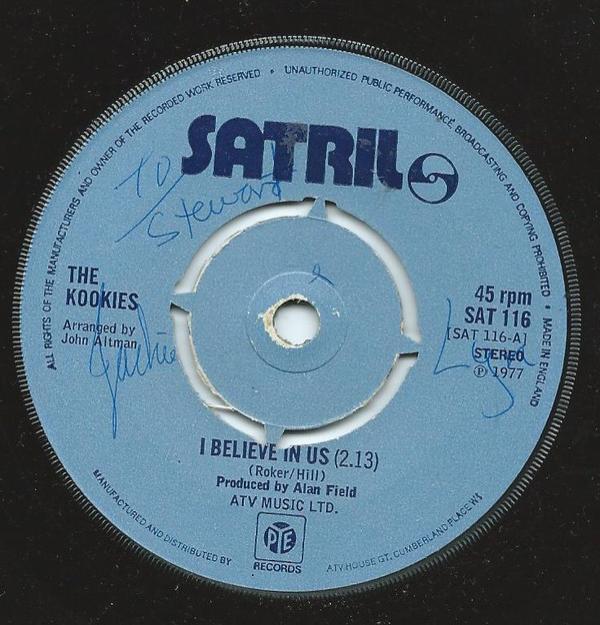 ALL RIGHTS OF THE MANUFACTURERS AND OWNER OF THE RECORDED WORK RESERVED • UNAUTHORIZED PUBLIC PERFORMANCE, BROADCASTING AND COPYING PROHIBITED • MADE IN ENGLAND
SATRIL
TO
Steward
THE
KOOKIES
Arranged by
John Altman
Jackie
45 rpm
SAT 116
[SAT 116-A]
STEREO
℗ 1977
I BELIEVE IN US (2.13)
(Roker/Hill)
Produced by Alan Field
ATV MUSIC LTD.
PYE
RECORDS
MANUFACTURED AND DISTRIBUTED BY
ATV HOUSE GT. CUMBERLAND PLACE W1